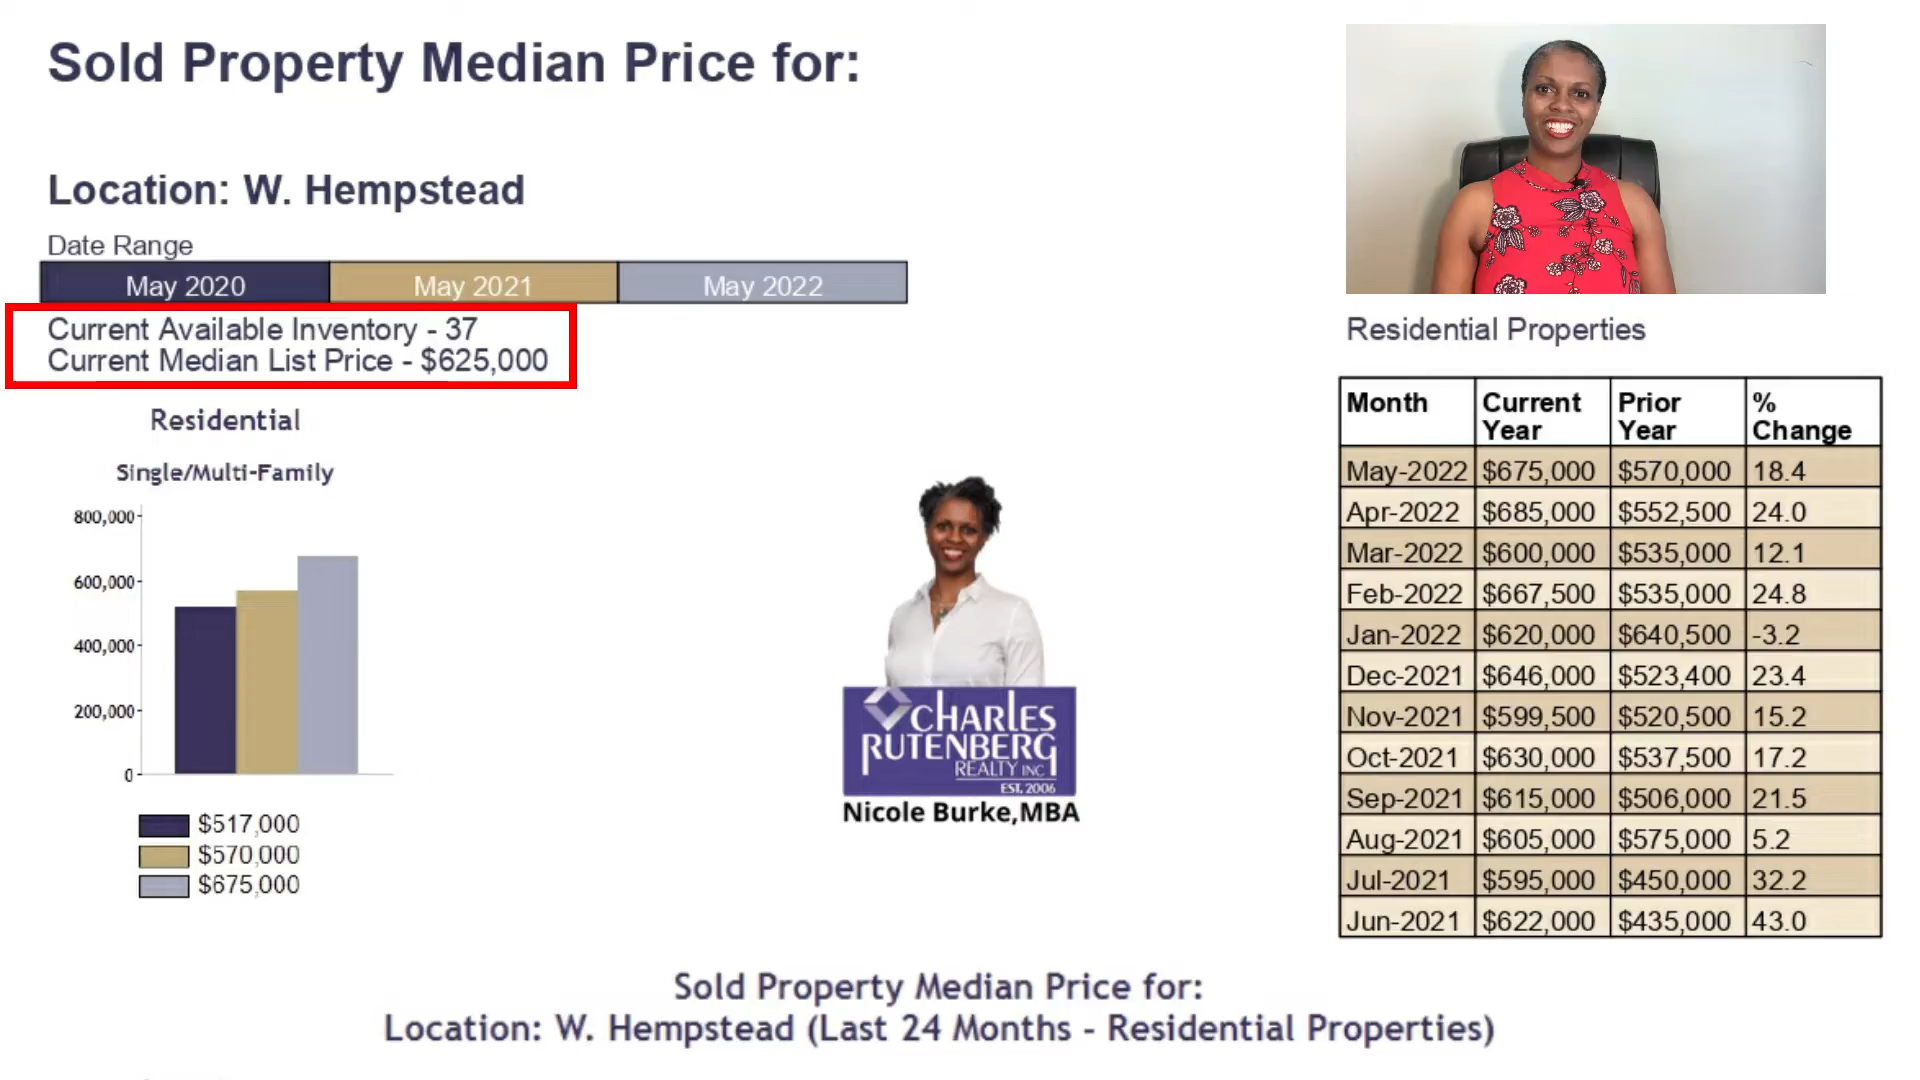 Sold Property Median Price for:
Location: W. Hempstead
Date Range
May 2020 May 2021 May 2022
Current Available Inventory - 37
Current Median List Price - $625,000
Residential
Single/Multi-Family
800,000
600,000
400,000
200,000
0
$517,000
$570,000
$675,000
CHARLES
RUTENBERG
REALTY INC
EST. 2006
Nicole Burke,MBA
Residential Properties
Month Current Year Prior Year % Change
May-2022 $675,000 $570,000 18.4
Apr-2022 $685,000 $552,500 24.0
Mar-2022 $600,000 $535,000 12.1
Feb-2022 $667,500 $535,000 24.8
Jan-2022 $620,000 $640,500 -3.2
Dec-2021 $646,000 $523,400 23.4
Nov-2021 $599,500 $520,500 15.2
Oct-2021 $630,000 $537,500 17.2
Sep-2021 $615,000 $506,000 21.5
Aug-2021 $605,000 $575,000 5.2
Jul-2021 $595,000 $450,000 32.2
Jun-2021 $622,000 $435,000 43.0
Sold Property Median Price for:
Location: W. Hempstead (Last 24 Months - Residential Properties)